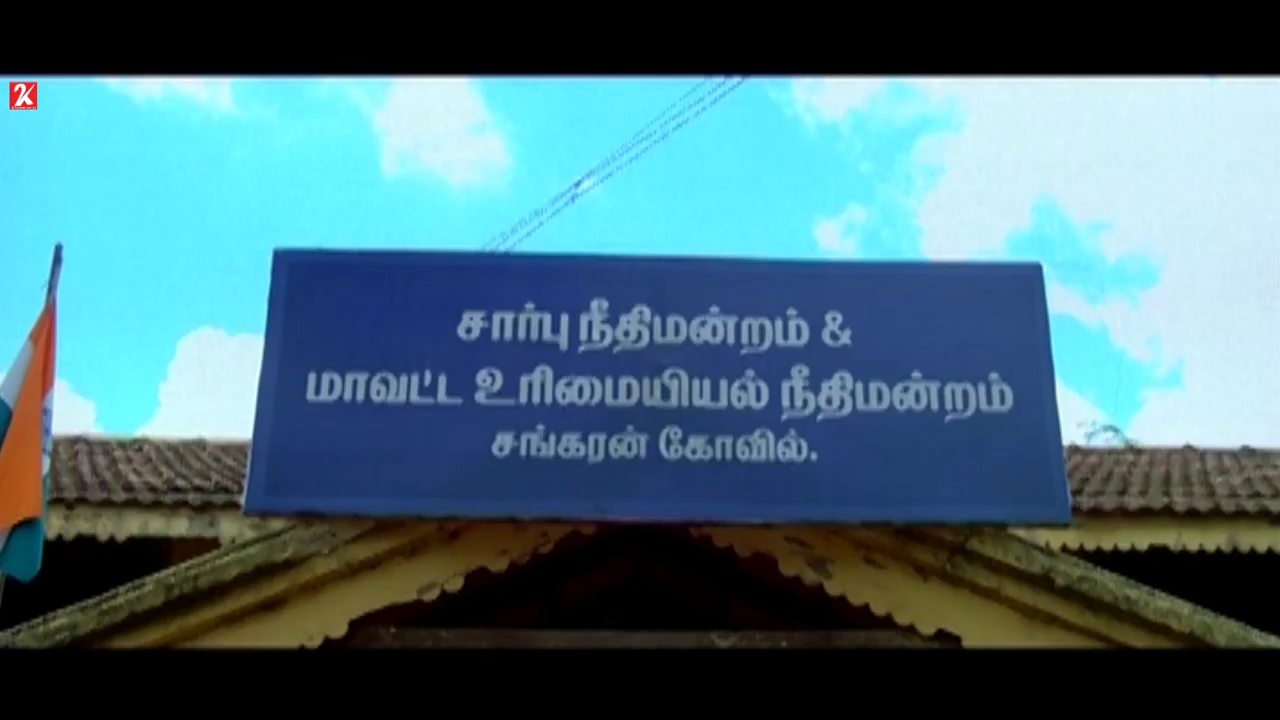 சார்பு நீதிமன்றம் &
மாவட்ட உரிமையியல் நீதிமன்றம்
சங்கரன் கோவில்.